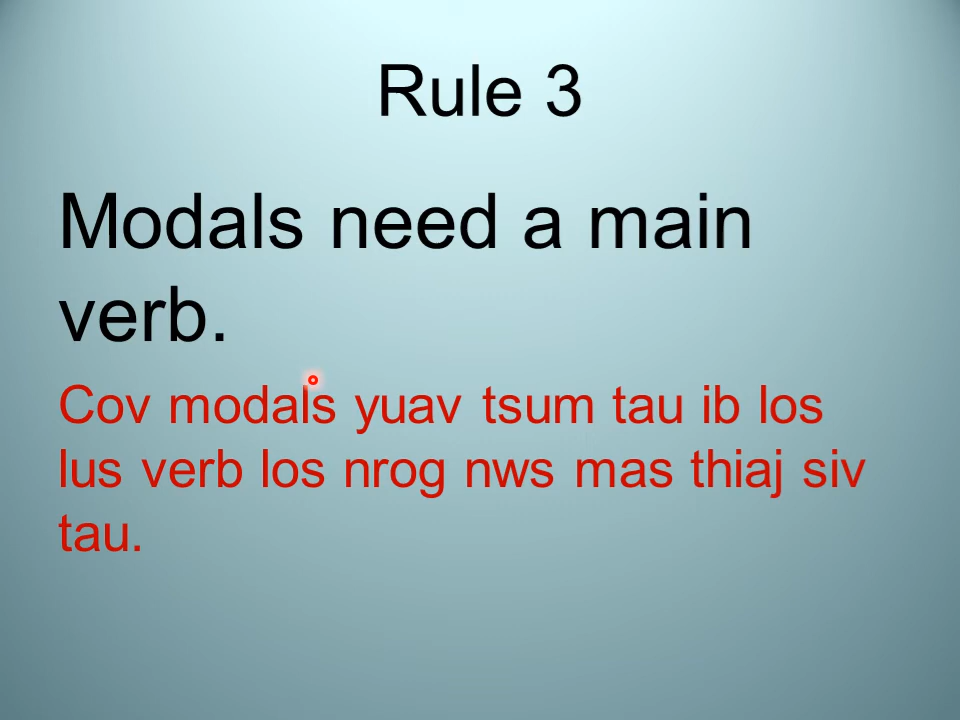 Rule 3
Modals need a main
verb.
Cov modals yuav tsum tau ib los
lus verb los nrog nws mas thiaj siv
tau.